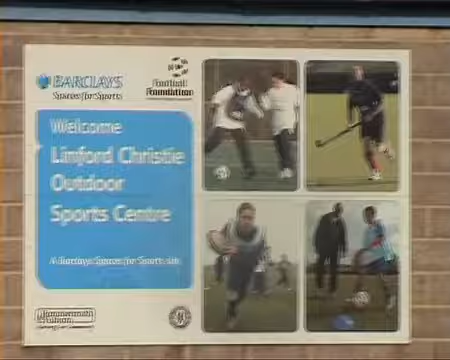 BARCLAYS
Spaces for Sports
Football
Foundation
Welcome
Linford Christie
Outdoor
Sports Centre
A Barclays Spaces for Sports site